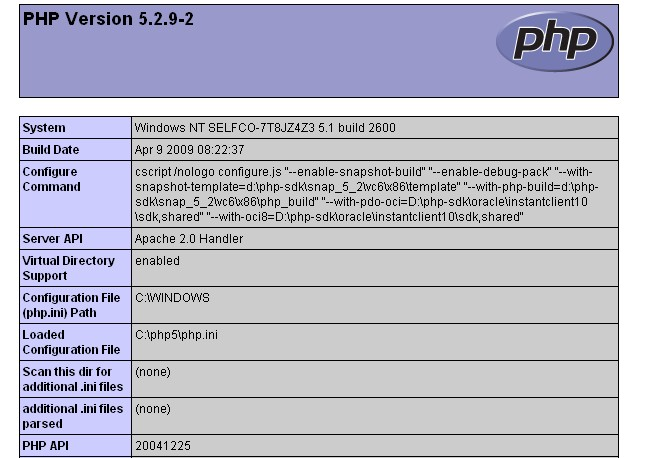 PHP Version 5.2.9-2
php
System
Windows NT SELFCO-7T8JZ4Z3 5.1 build 2600
Build Date
Apr 9 2009 08:22:37
Configure
Command
cscript /nologo configure.js "--enable-snapshot-build" "--enable-debug-pack" "--with-
snapshot-template=d:\php-sdk\snap_5_2\vc6\x86\template" "--with-php-build=d:\php-
sdk\snap_5_2\vc6\x86\php_build" "--with-pdo-oci=D:\php-sdk\oracle\instantclient10
\sdk,shared" "--with-oci8=D:\php-sdk\oracle\instantclient10\sdk,shared"
Server API
Apache 2.0 Handler
Virtual Directory
Support
enabled
Configuration File
(php.ini) Path
C:\WINDOWS
Loaded
Configuration File
C:\php5\php.ini
Scan this dir for
additional .ini files
(none)
additional .ini files
parsed
(none)
PHP API
20041225